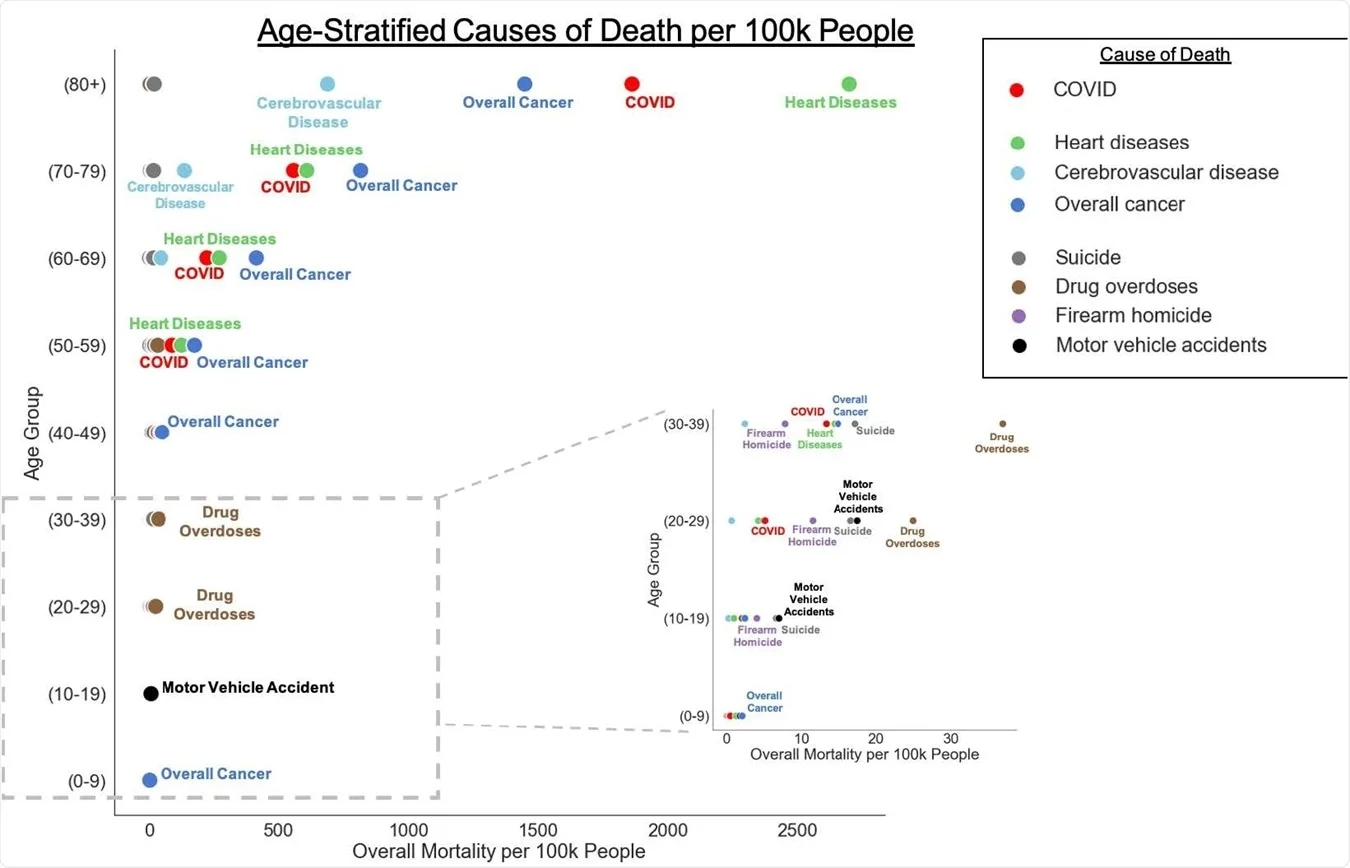 Age-Stratified Causes of Death per 100k People
Cause of Death
COVID
Heart diseases
Cerebrovascular disease
Overall cancer
Suicide
Drug overdoses
Firearm homicide
Motor vehicle accidents
Age Group
(80+)
Cerebrovascular
Disease
Overall Cancer
COVID
Heart Diseases
(70-79)
Heart Diseases
Cerebrovascular
Disease
COVID
Overall Cancer
(60-69)
Heart Diseases
COVID
Overall Cancer
(50-59)
Heart Diseases
COVID
Overall Cancer
(40-49)
Overall Cancer
(30-39)
Drug
Overdoses
(20-29)
Drug
Overdoses
(10-19)
Motor Vehicle Accident
(0-9)
Overall Cancer
0 500 1000 1500 2000 2500
Overall Mortality per 100k People
Age Group
(30-39)
Firearm
Homicide
COVID
Heart
Diseases
Overall
Cancer
Suicide
Drug
Overdoses
(20-29)
COVID
Firearm
Homicide
Motor
Vehicle
Accidents
Suicide
Drug
Overdoses
(10-19)
Firearm
Homicide
Motor
Vehicle
Accidents
Suicide
(0-9)
Overall
Cancer
0 10 20 30
Overall Mortality per 100k People